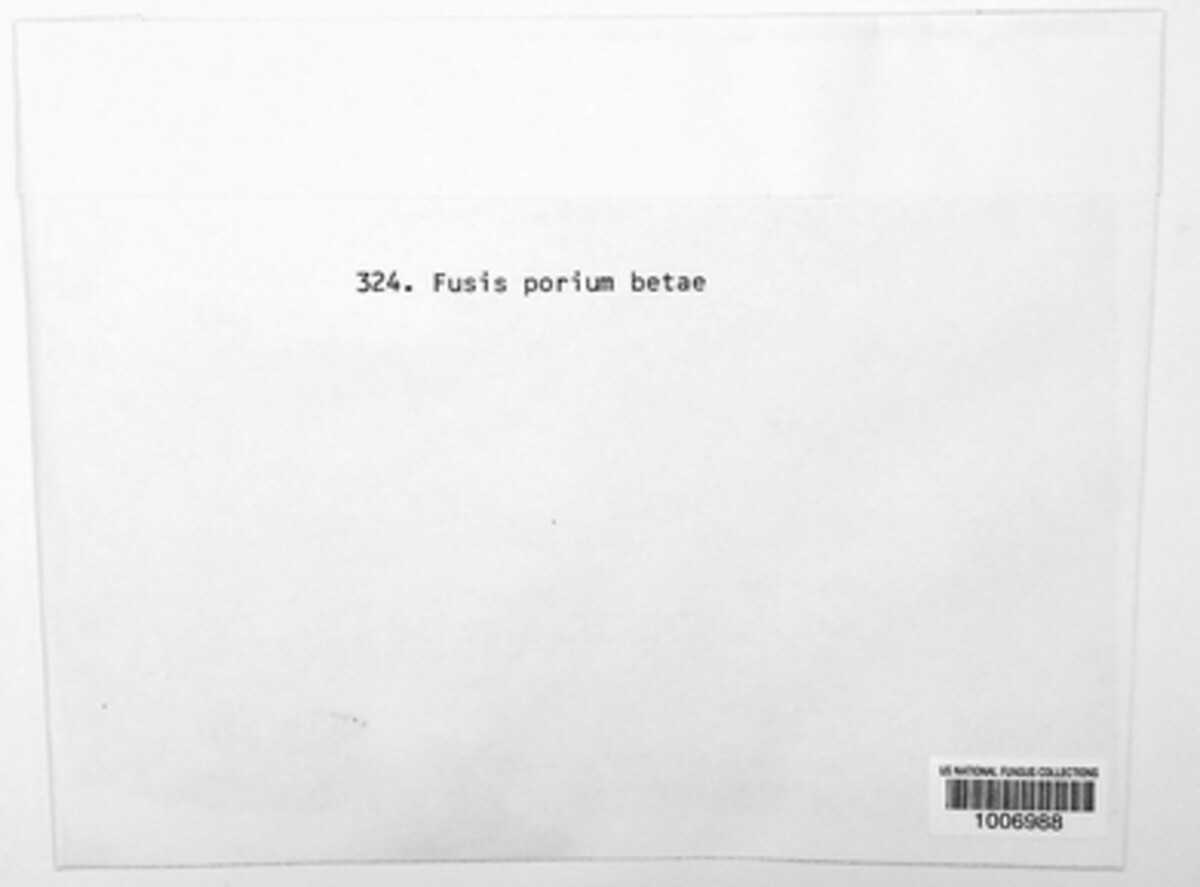 324. Fusis porium betae
US NATIONAL FUNGUS COLLECTIONS
1006988